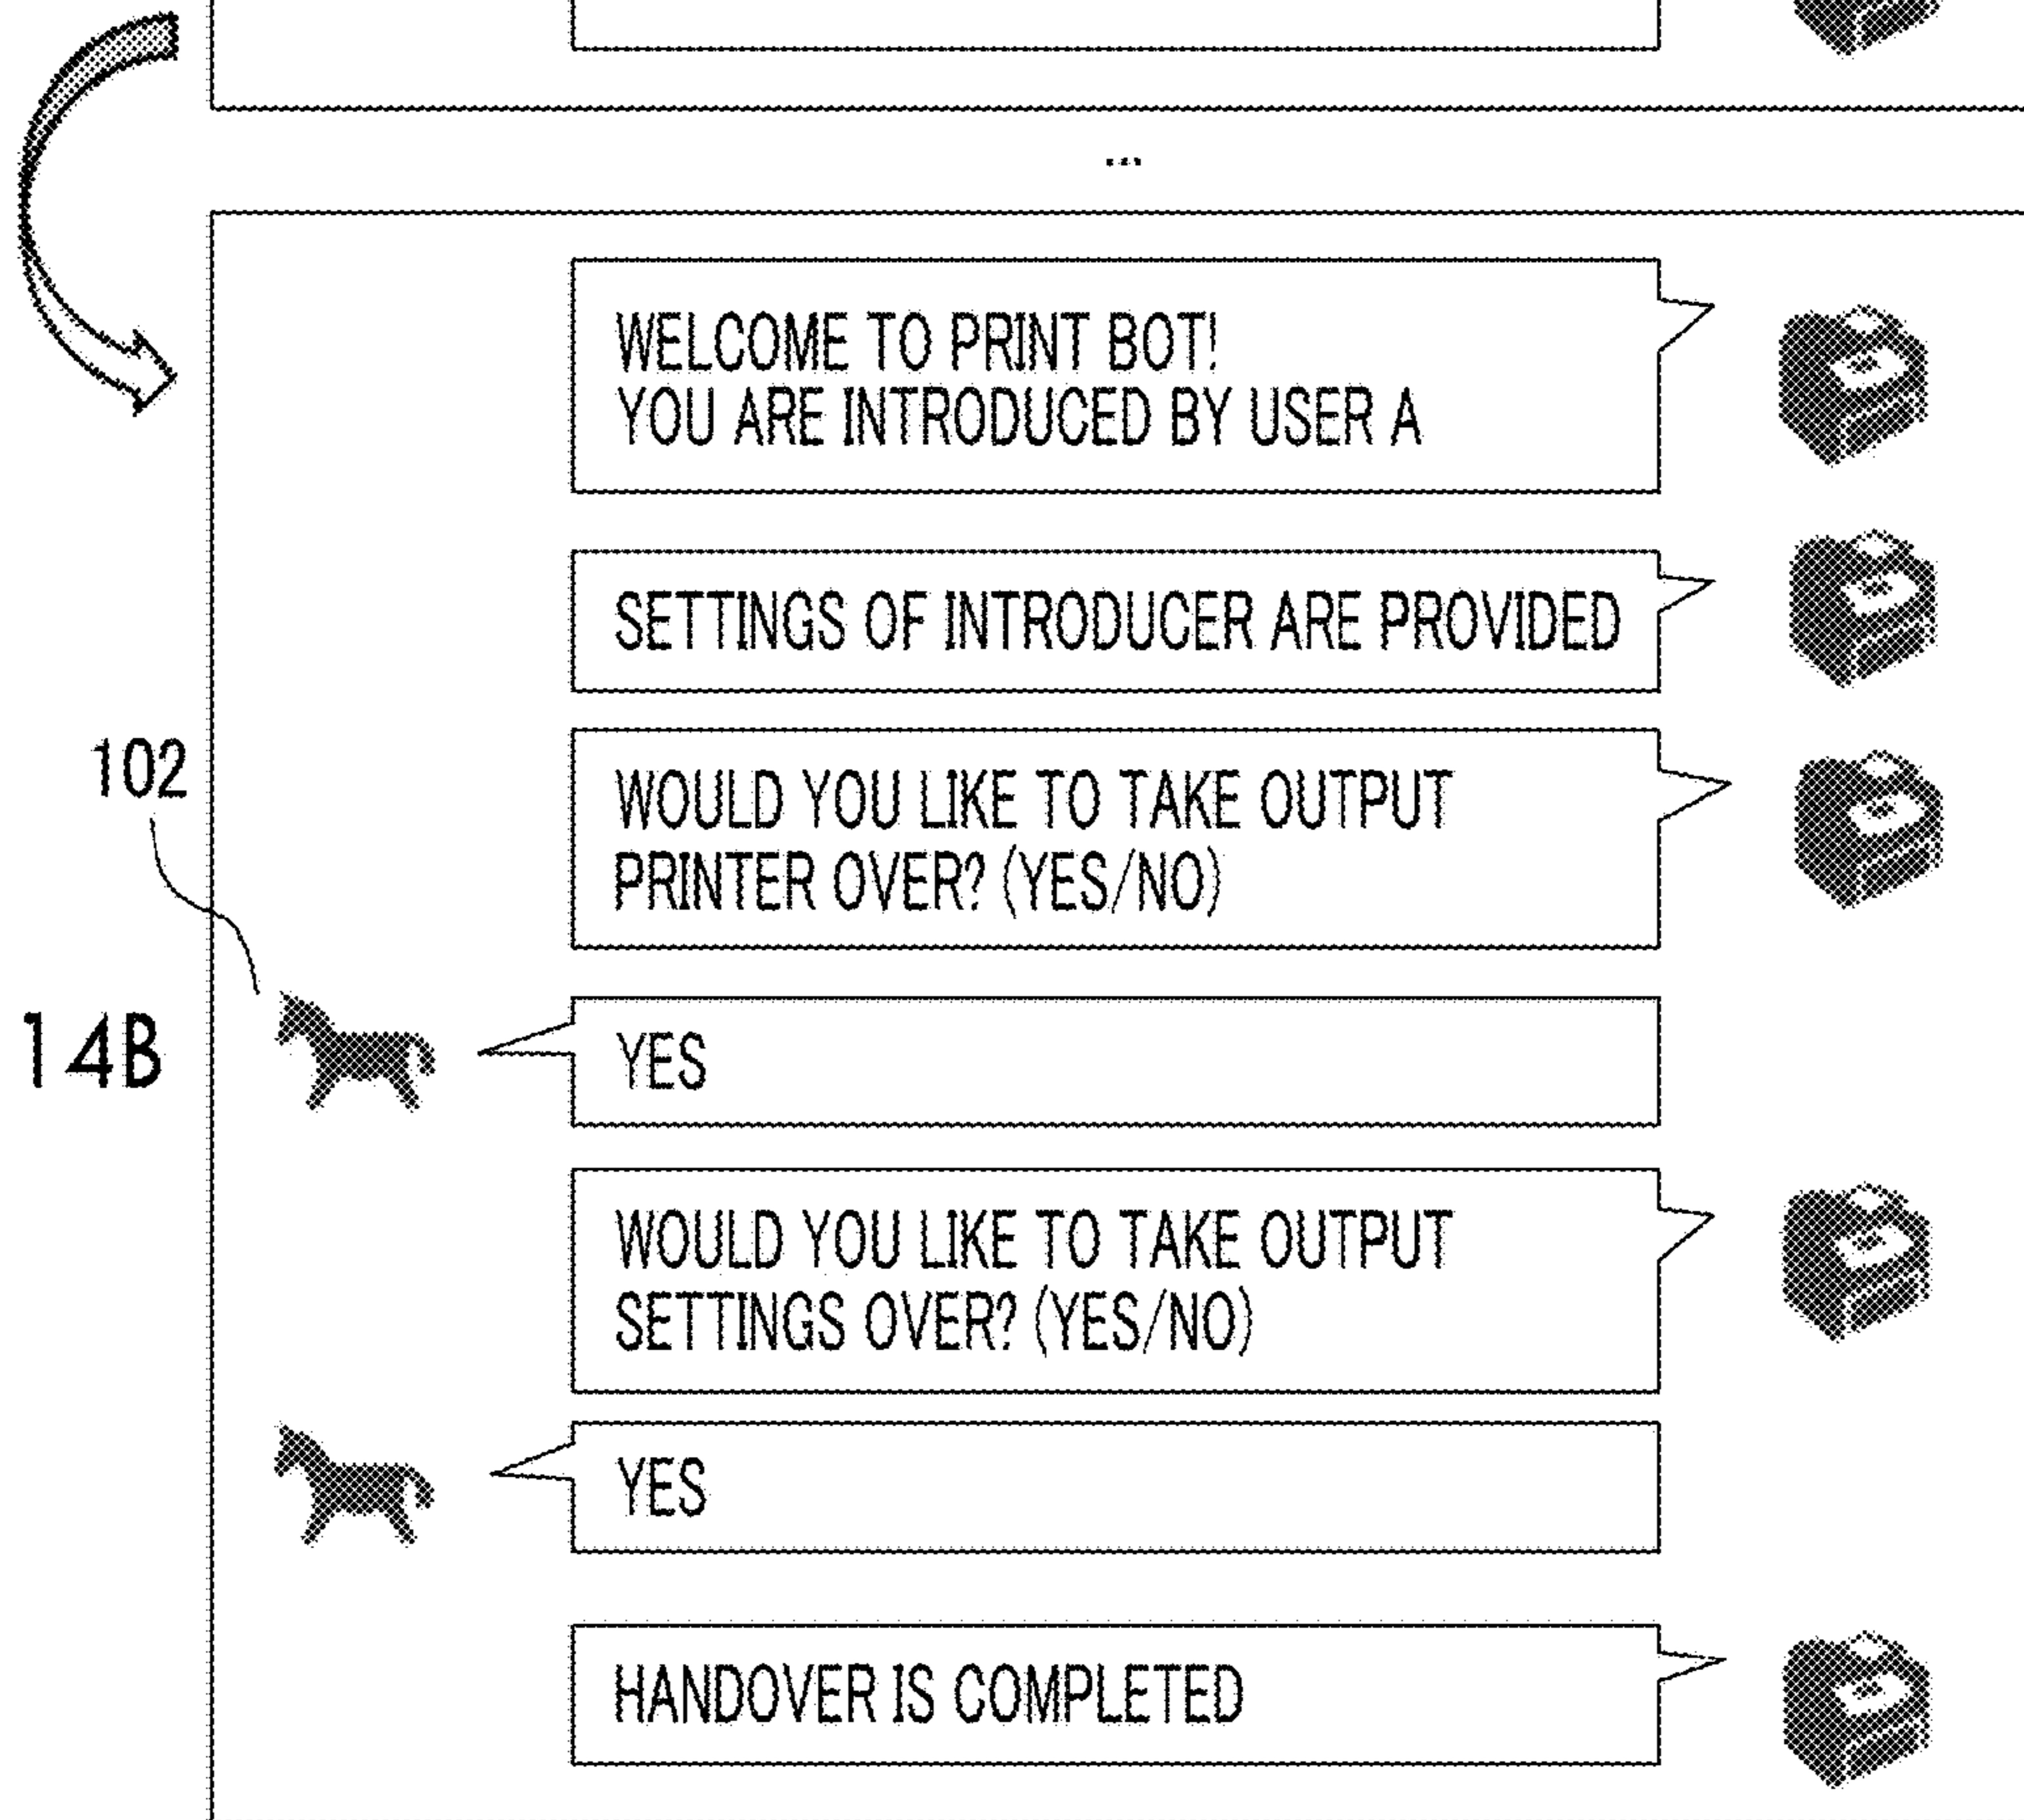 ...
WELCOME TO PRINT BOT!
YOU ARE INTRODUCED BY USER A
SETTINGS OF INTRODUCER ARE PROVIDED
WOULD YOU LIKE TO TAKE OUTPUT
PRINTER OVER? (YES/NO)
102
14B
YES
WOULD YOU LIKE TO TAKE OUTPUT
SETTINGS OVER? (YES/NO)
YES
HANDOVER IS COMPLETED